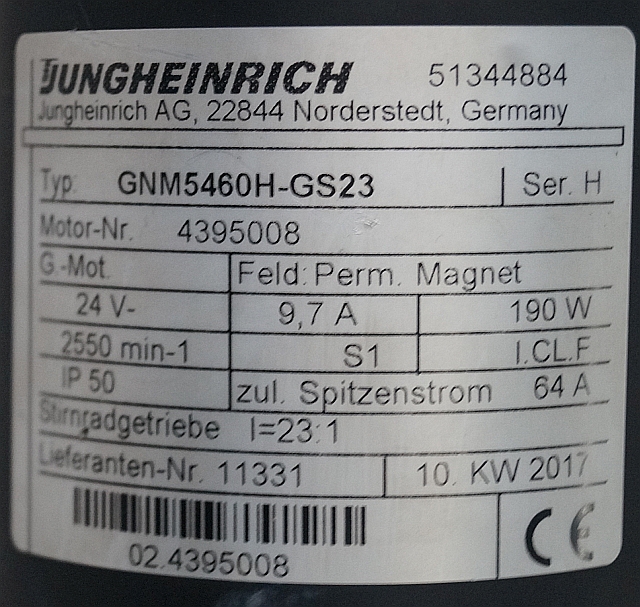 JUNGHEINRICH 51344884
Jungheinrich AG, 22844 Norderstedt, Germany
Typ: GNM5460H-GS23 Ser. H
Motor-Nr. 4395008
G.-Mot. Feld: Perm. Magnet
24 V- 9,7 A 190 W
2550 min-1 S1 I.CL.F
IP 50 zul. Spitzenstrom 64 A
Stirnradgetriebe I=23:1
Lieferanten-Nr. 11331 10. KW 2017
02.4395008 CE